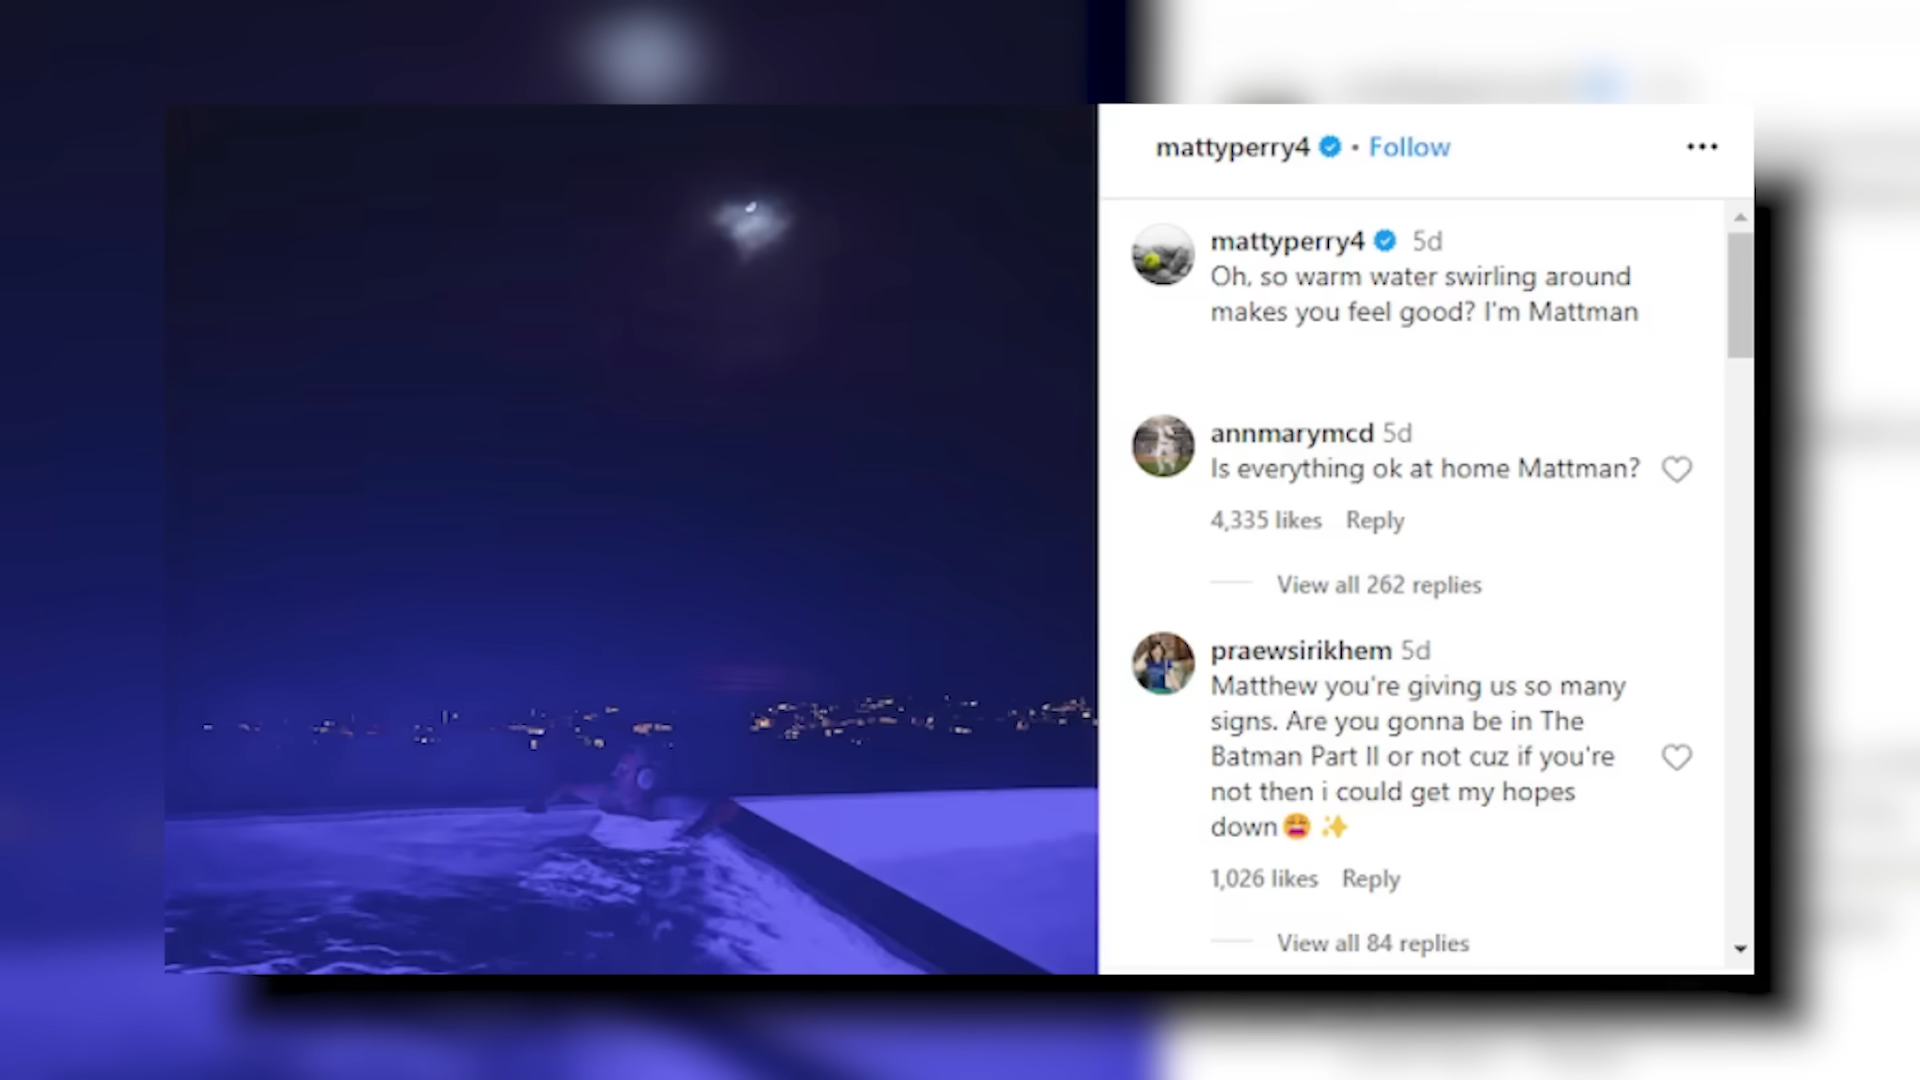 mattyperry4 • Follow
mattyperry4 5d
Oh, so warm water swirling around
makes you feel good? I'm Mattman
annmarymcd 5d
Is everything ok at home Mattman?
4,335 likes Reply
View all 262 replies
praewsirikhem 5d
Matthew you're giving us so many
signs. Are you gonna be in The
Batman Part II or not cuz if you're
not then i could get my hopes
down😫 ✨
1,026 likes Reply
View all 84 replies